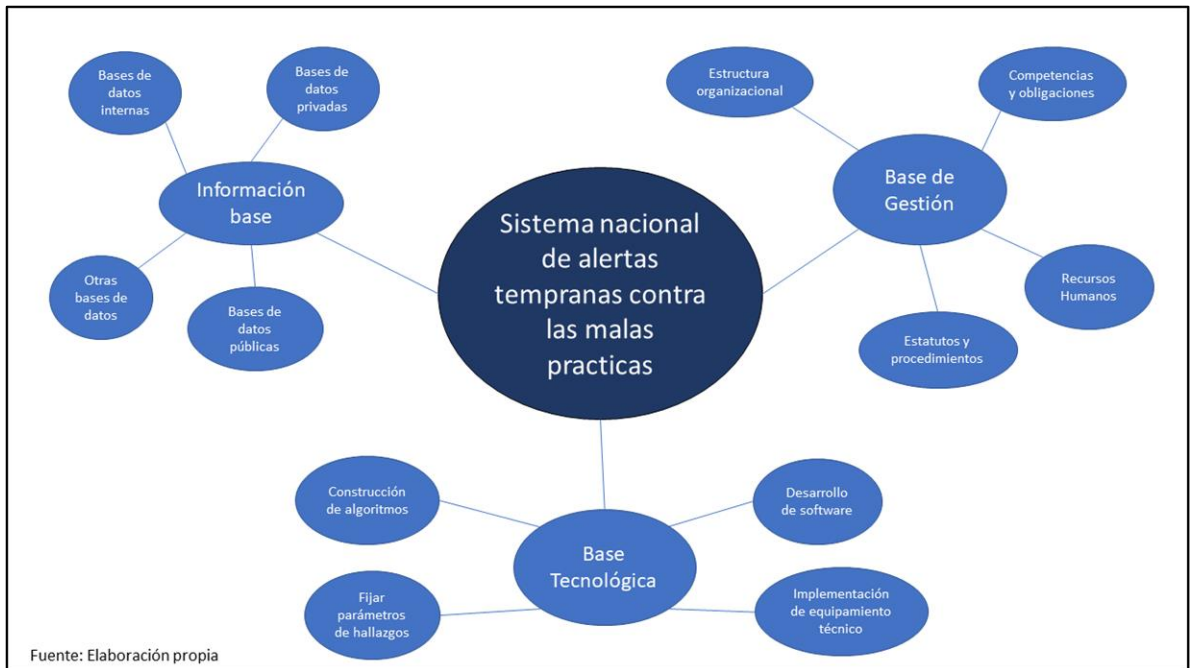 Bases de
datos
internas
Bases de
datos
privadas
Información
base
Otras
bases de
datos
Bases de
datos
públicas
Sistema nacional
de alertas
tempranas contra
las malas
practicas
Estructura
organizacional
Competencias
y obligaciones
Base de
Gestión
Recursos
Humanos
Estatutos y
procedimientos
Construcción
de algoritmos
Desarrollo
de software
Base
Tecnológica
Fijar
parámetros
de hallazgos
Implementación
de equipamiento
técnico
Fuente: Elaboración propia